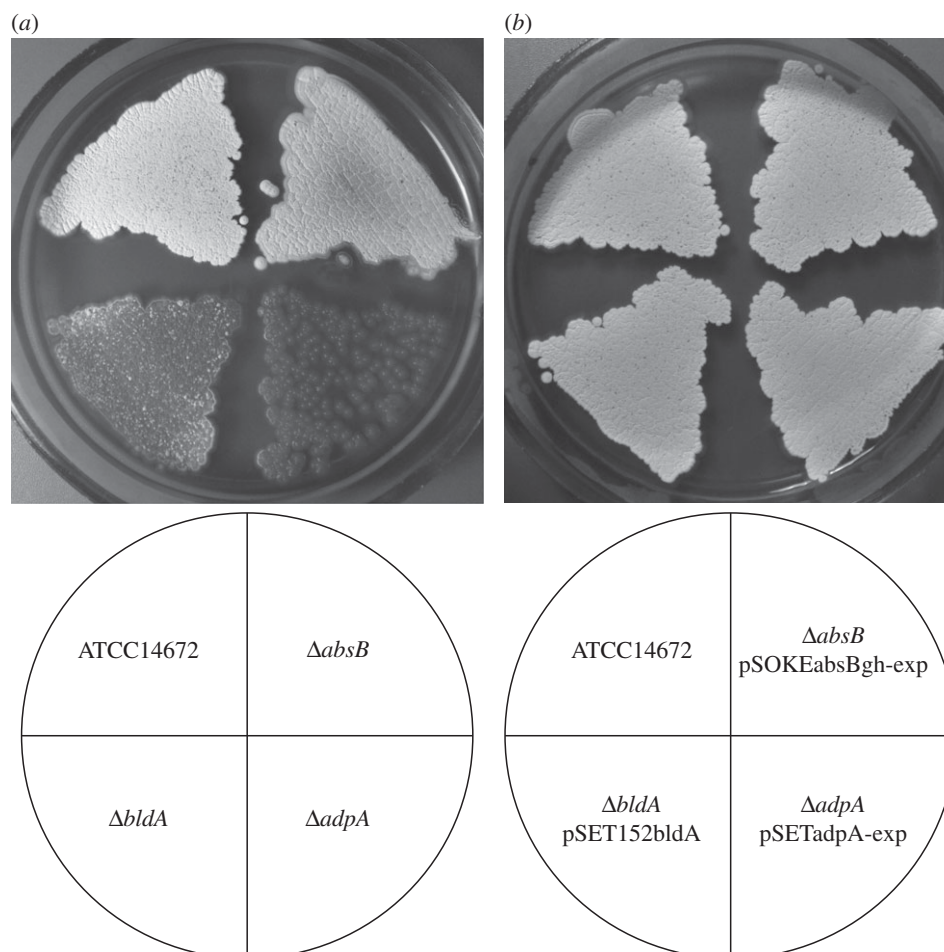 (a)
(b)
ATCC14672
ΔabsB
ΔbldA
ΔadpA
ATCC14672
ΔabsB
pSOKEabsBgh-exp
ΔbldA
pSET152bldA
ΔadpA
pSETadpA-exp